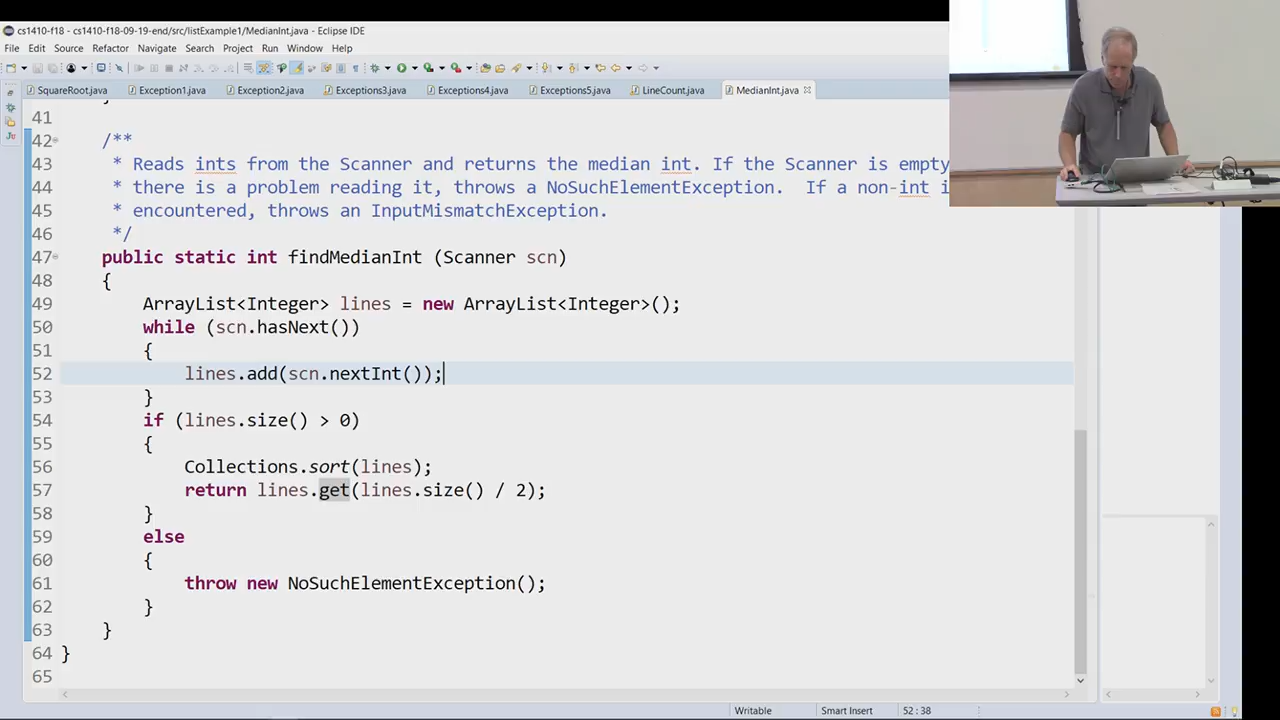 cs1410-f18 - cs1410-f18-09-19-end/src/listExample1/MedianInt.java - Eclipse IDE
File Edit Source Refactor Navigate Search Project Run Window Help
SquareRoot.java Exception1.java Exception2.java Exceptions3.java Exceptions4.java Exceptions5.java LineCount.java MedianInt.java
41 }
42 /**
43 * Reads ints from the Scanner and returns the median int. If the Scanner is empty
44 * there is a problem reading it, throws a NoSuchElementException. If a non-int i
45 * encountered, throws an InputMismatchException.
46 */
47 public static int findMedianInt (Scanner scn)
48 {
49 ArrayList<Integer> lines = new ArrayList<Integer>();
50 while (scn.hasNext())
51 {
52 lines.add(scn.nextInt());
53 }
54 if (lines.size() > 0)
55 {
56 Collections.sort(lines);
57 return lines.get(lines.size() / 2);
58 }
59 else
60 {
61 throw new NoSuchElementException();
62 }
63 }
64 }
65
Writable Smart Insert 52 : 38